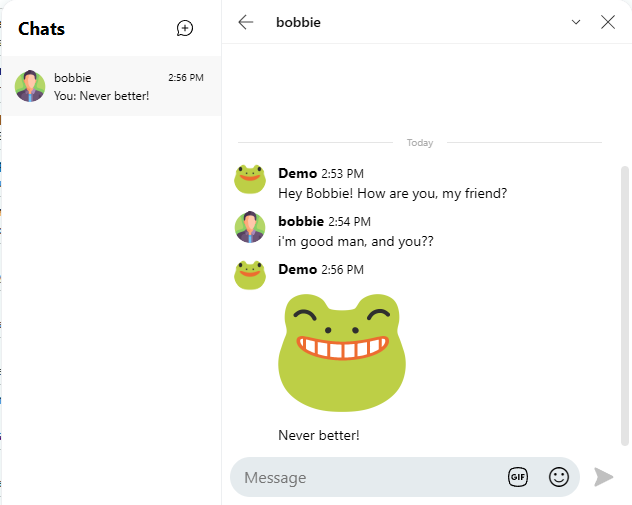 Chats
bobbie 2:56 PM
You: Never better!
bobbie
Today
Demo 2:53 PM
Hey Bobbie! How are you, my friend?
bobbie 2:54 PM
i'm good man, and you??
Demo 2:56 PM
Never better!
Message GIF